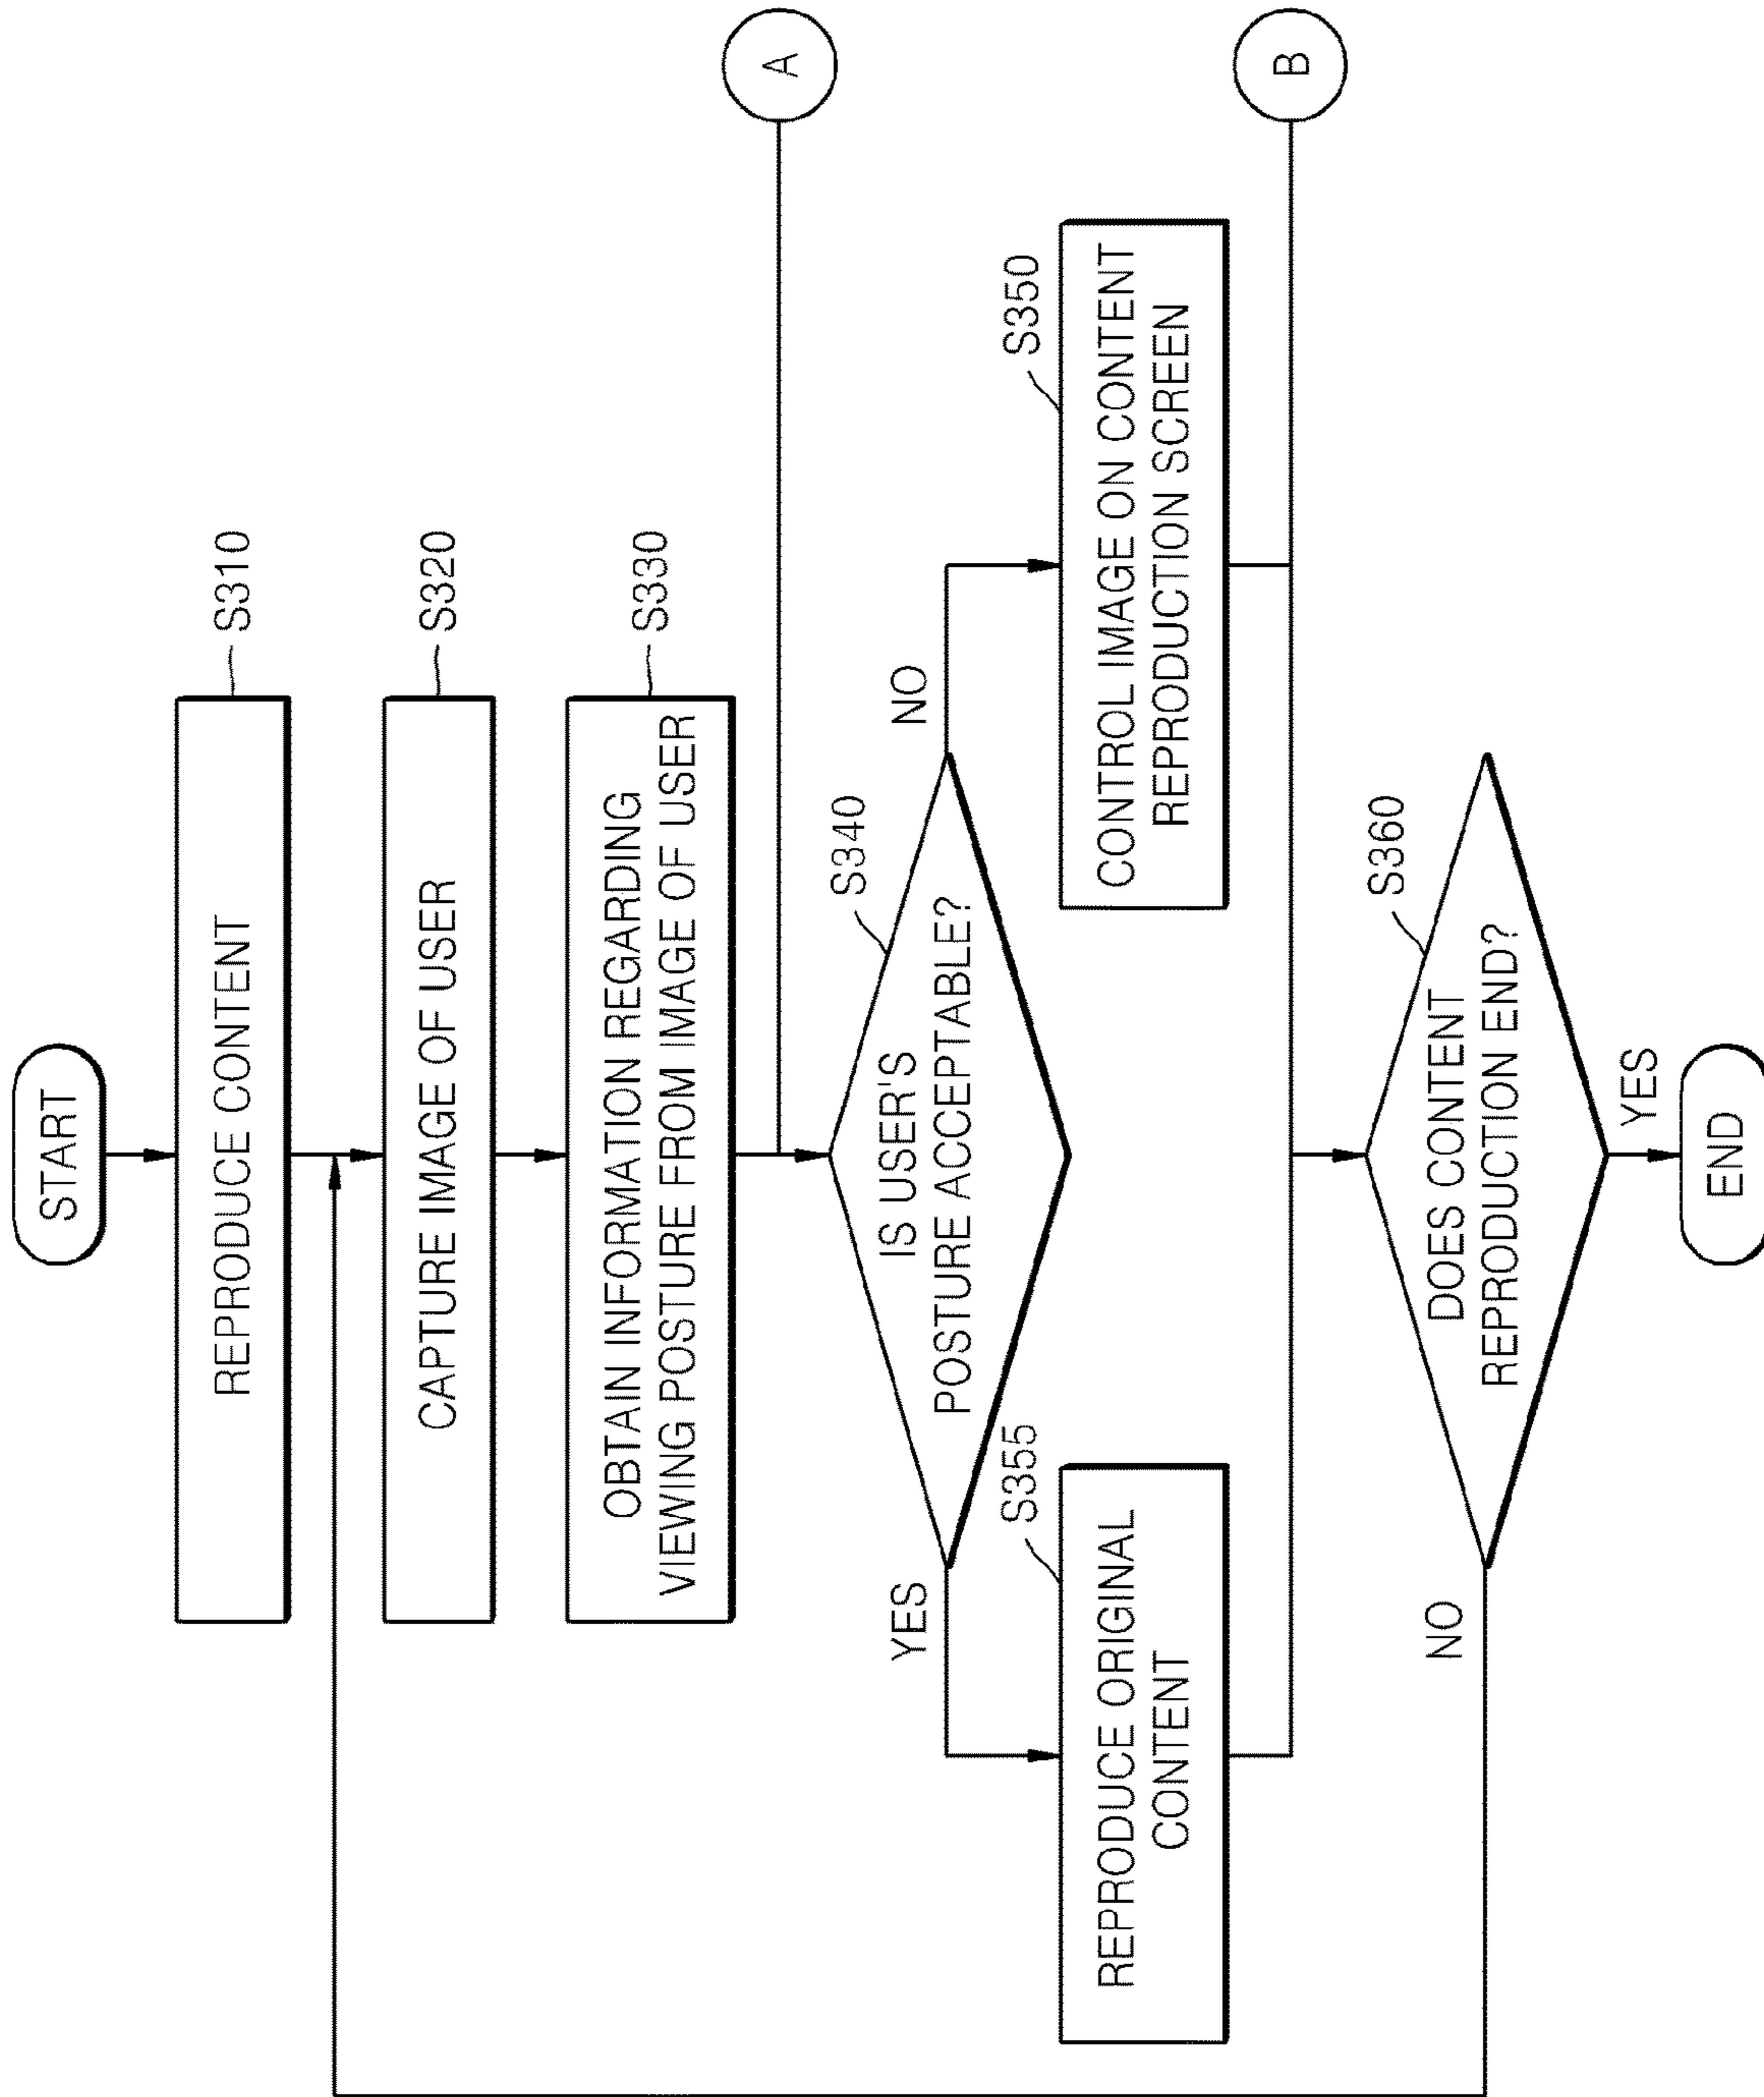 START
REPRODUCE CONTENT
S310
CAPTURE IMAGE OF USER
S320
OBTAIN INFORMATION REGARDING
VIEWING POSTURE FROM IMAGE OF USER
S330
A
IS USER'S
POSTURE ACCEPTABLE?
S340
YES
NO
REPRODUCE ORIGINAL
CONTENT
S355
CONTROL IMAGE ON CONTENT
REPRODUCTION SCREEN
S350
B
DOES CONTENT
REPRODUCTION END?
S360
NO
YES
END